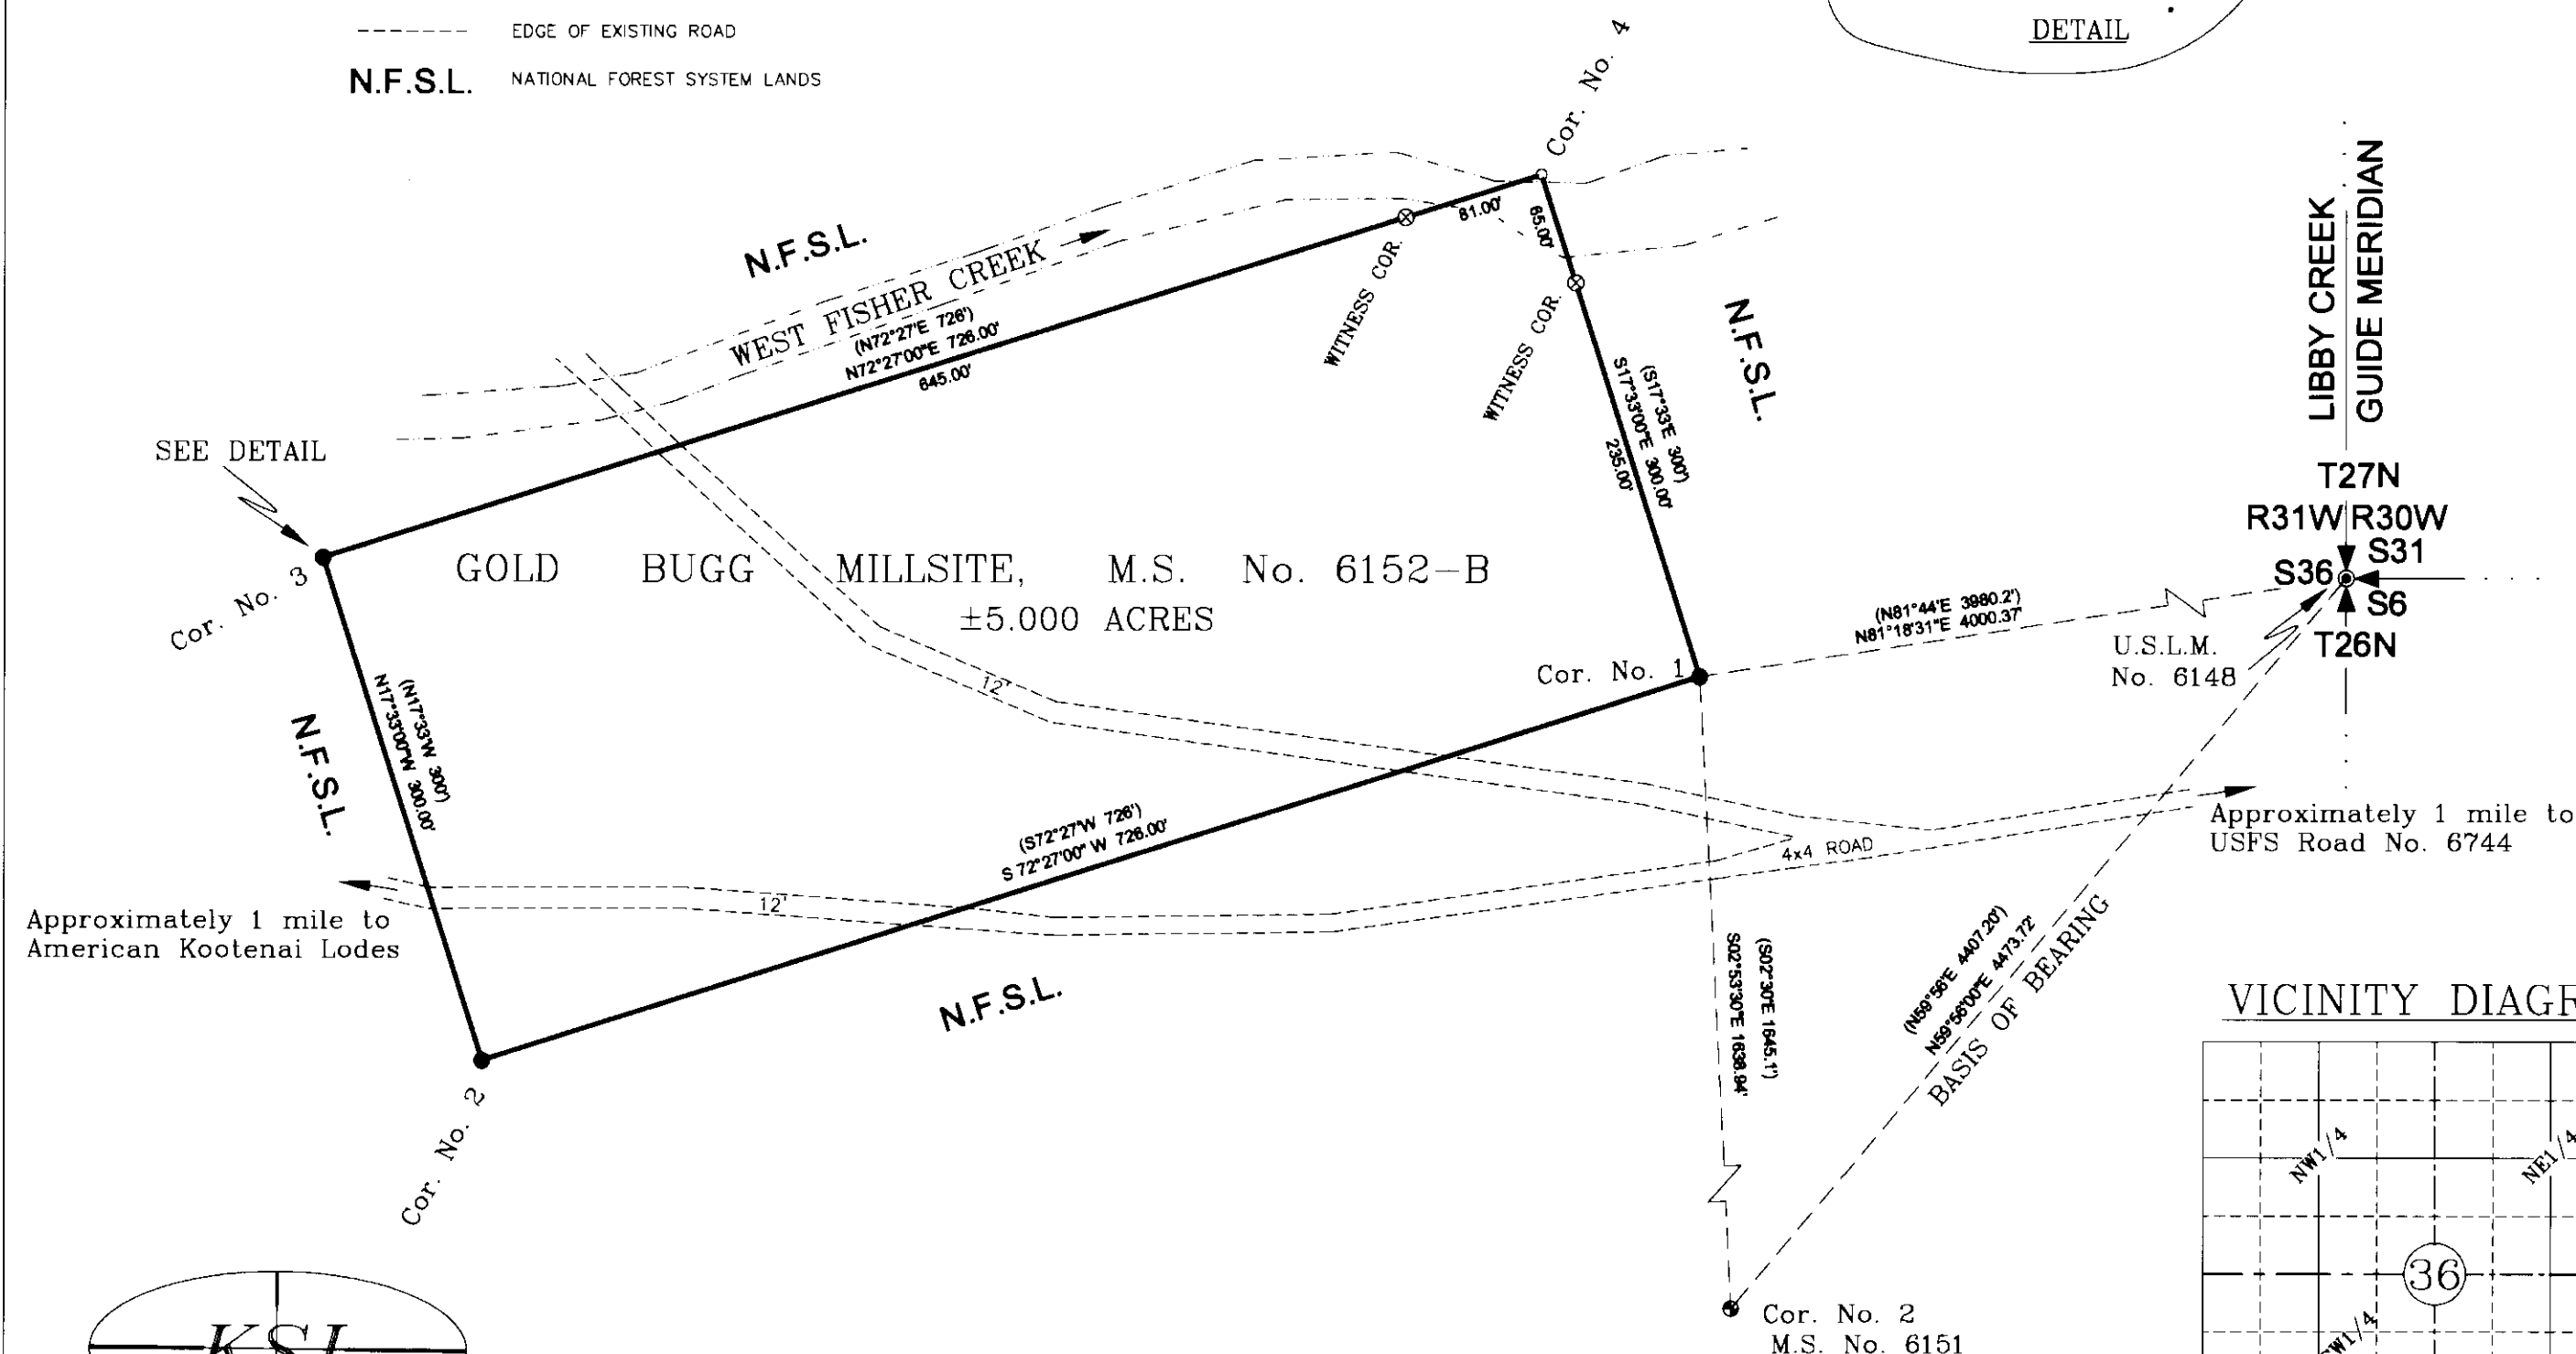 EDGE OF EXISTING ROAD
N.F.S.L. NATIONAL FOREST SYSTEM LANDS
DETAIL
Cor. No. 4
N.F.S.L.
WEST FISHER CREEK
(N72°27'E 726')
N72°27'00"E 726.00'
645.00'
81.00'
65.00'
WITNESS COR.
WITNESS COR.
(S17°33'E 300')
S17°33'00"E 300.00'
235.00'
N.F.S.L.
LIBBY CREEK
GUIDE MERIDIAN
T27N
R31W R30W
S31
S36
S6
T26N
U.S.L.M.
No. 6148
SEE DETAIL
Cor. No. 3
GOLD BUGG MILLSITE, M.S. No. 6152-B
±5.000 ACRES
(N81°44'E 3980.2')
N81°18'31"E 4000.37'
Cor. No. 1
12'
(N17°33'W 300')
N17°33'00"W 300.00'
N.F.S.L.
(S72°27'W 726')
S 72°27'00" W 726.00'
4x4 ROAD
Approximately 1 mile to
USFS Road No. 6744
12'
Approximately 1 mile to
American Kootenai Lodes
N.F.S.L.
(S02°30'E 1645.1')
S02°53'30"E 1638.94'
(N59°56'E 4407.20')
N59°56'00"E 4473.72'
BASIS OF BEARING
Cor. No. 2
Cor. No. 2
M.S. No. 6151
VICINITY DIAGR
NW1/4
NE1/4
36
W1/4
KSI